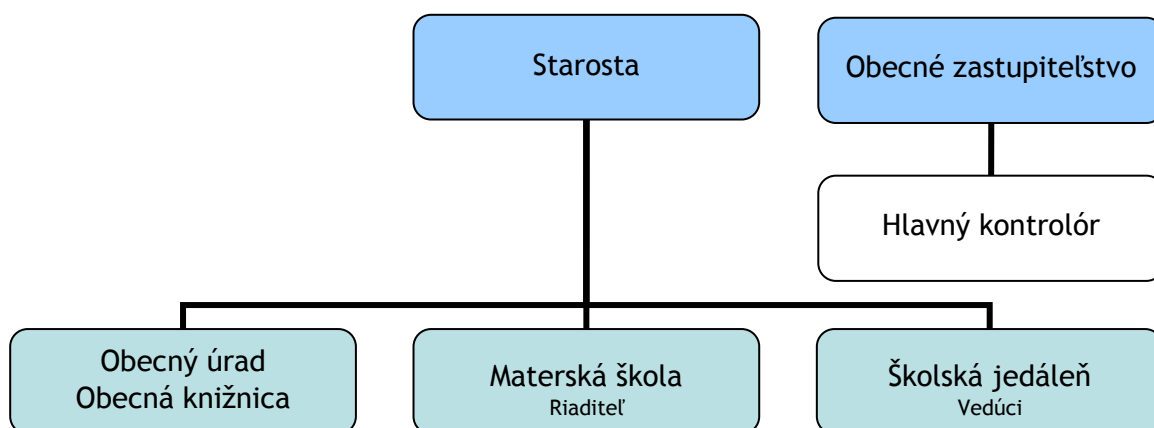 Starosta
Obecné zastupiteľstvo
Hlavný kontrolór
Obecný úrad
Obecná knižnica
Materská škola
Riaditeľ
Školská jedáleň
Vedúci